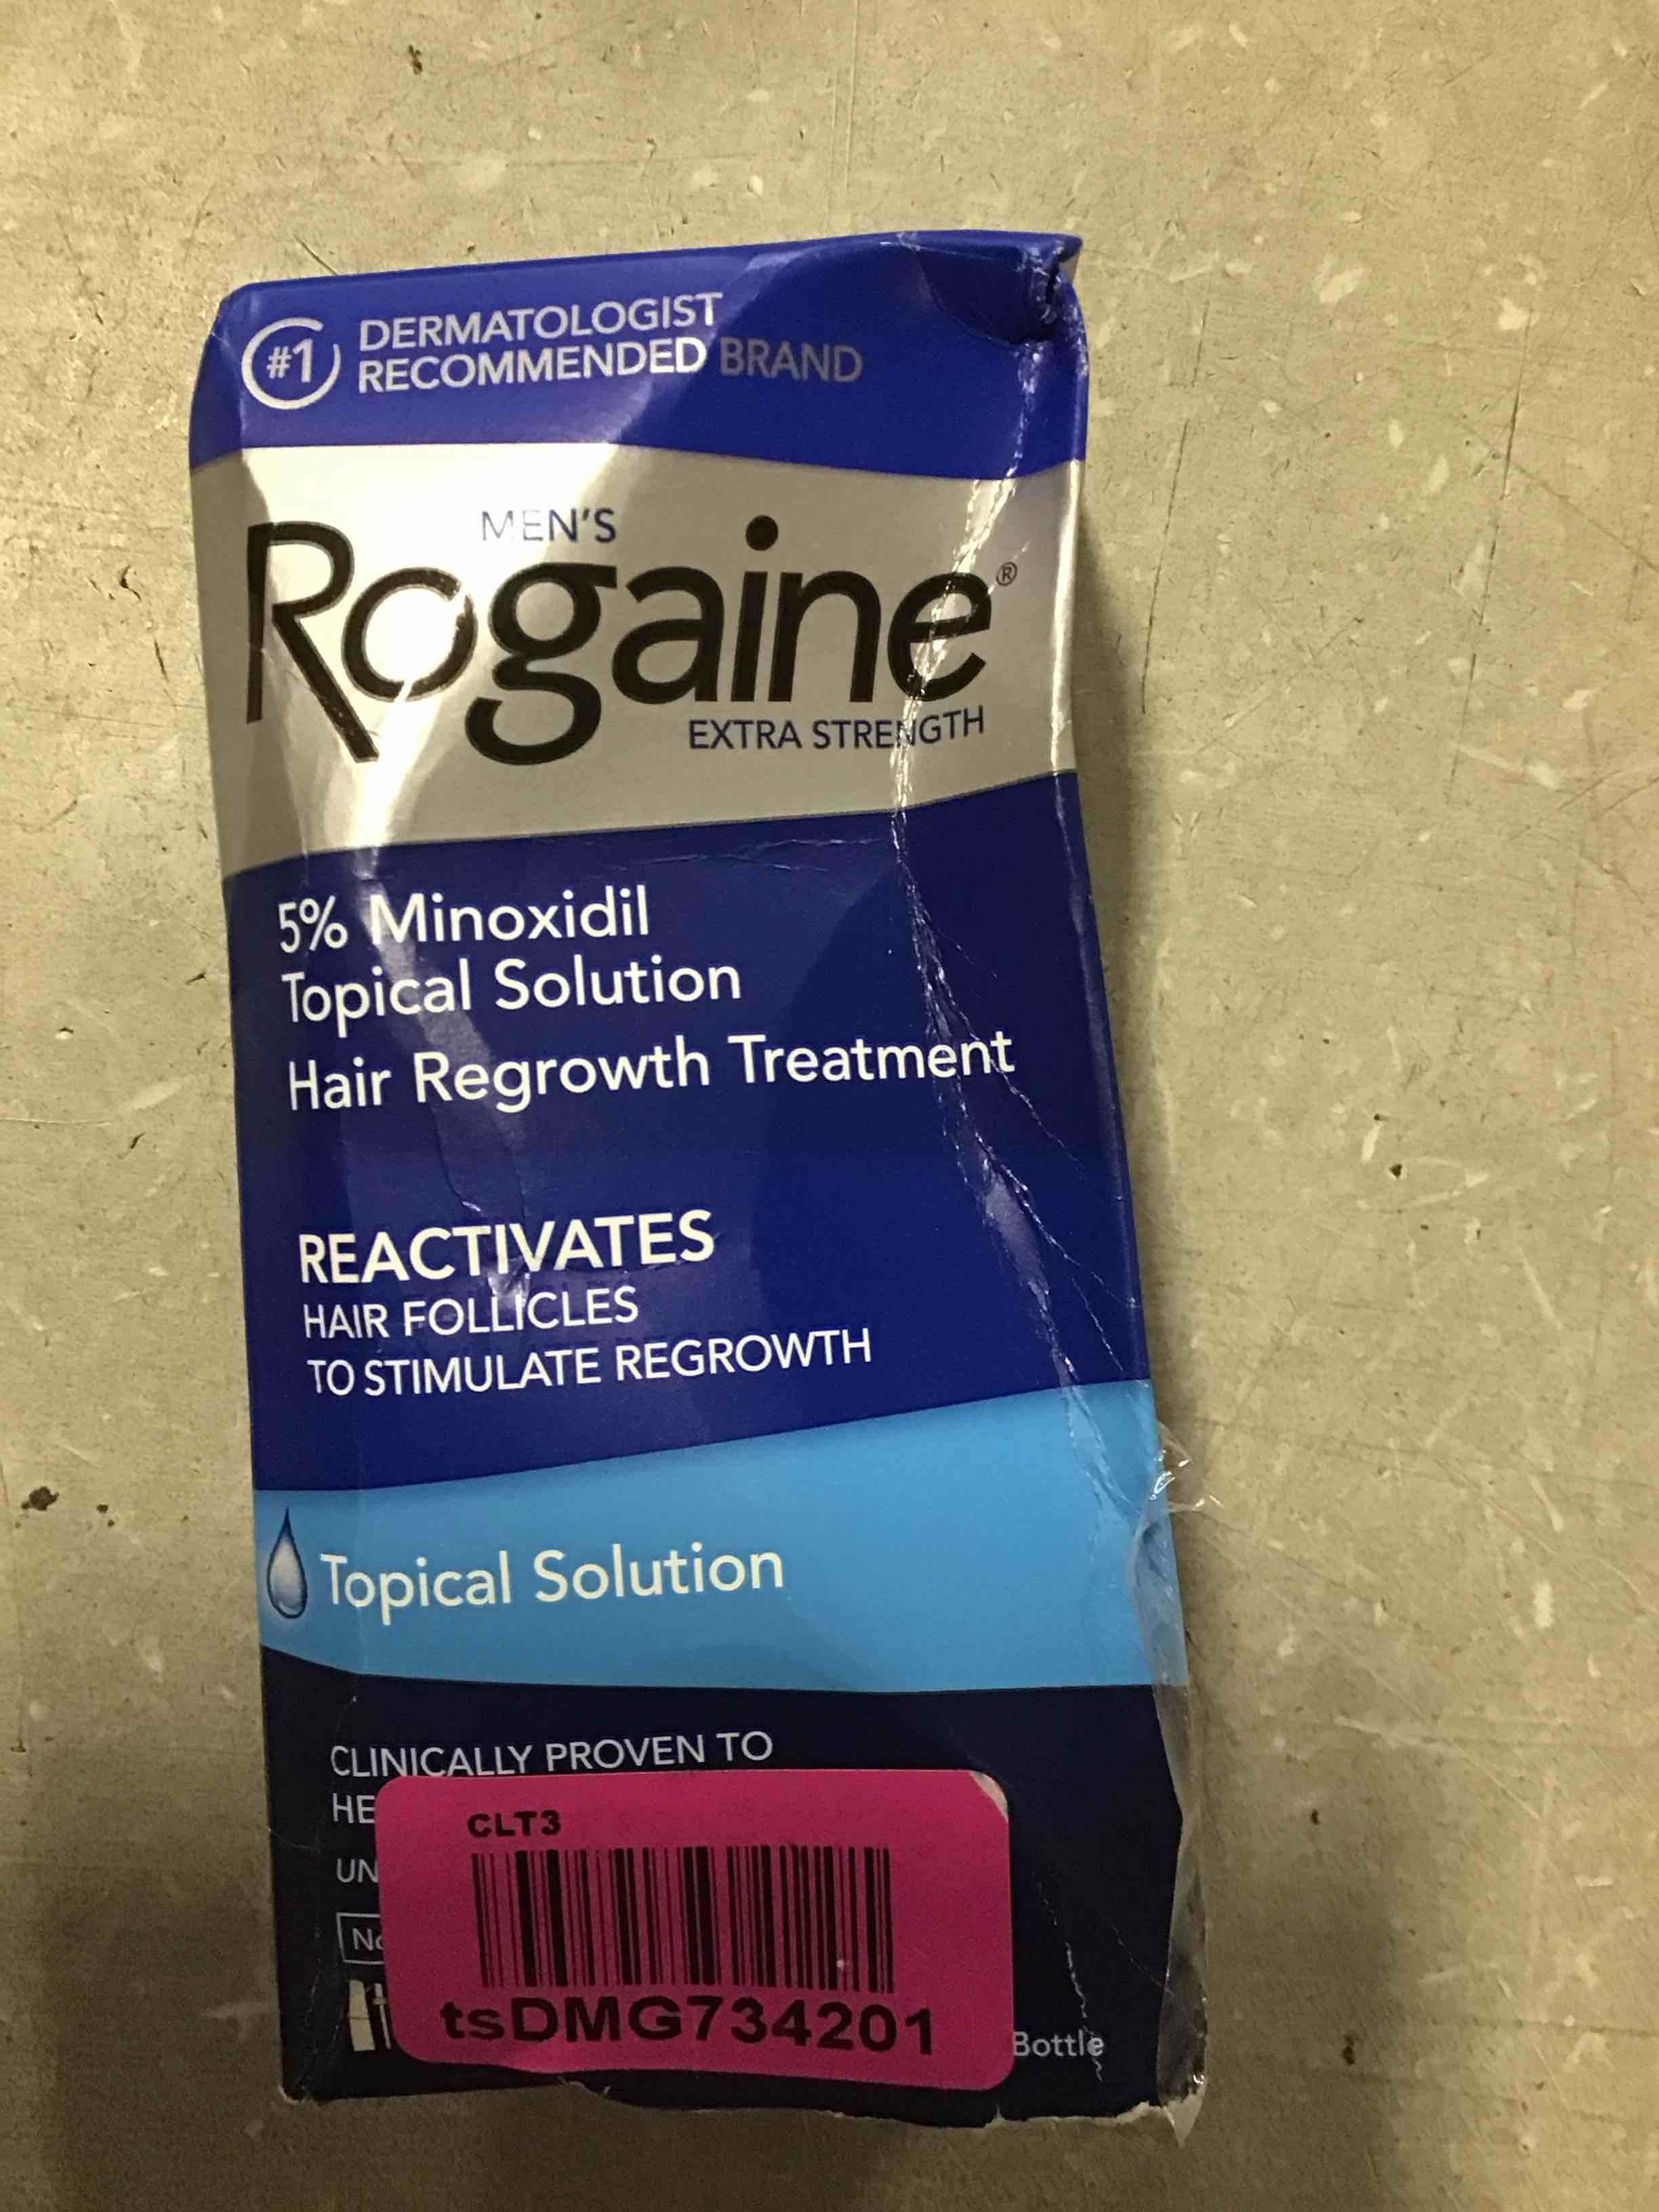 #1 DERMATOLOGIST
RECOMMENDED BRAND
MEN'S
Rogaine®
EXTRA STRENGTH
5% Minoxidil
Topical Solution
Hair Regrowth Treatment
REACTIVATES
HAIR FOLLICLES
TO STIMULATE REGROWTH
Topical Solution
CLINICALLY PROVEN TO
CLT3
tsDMG734201
Bottle